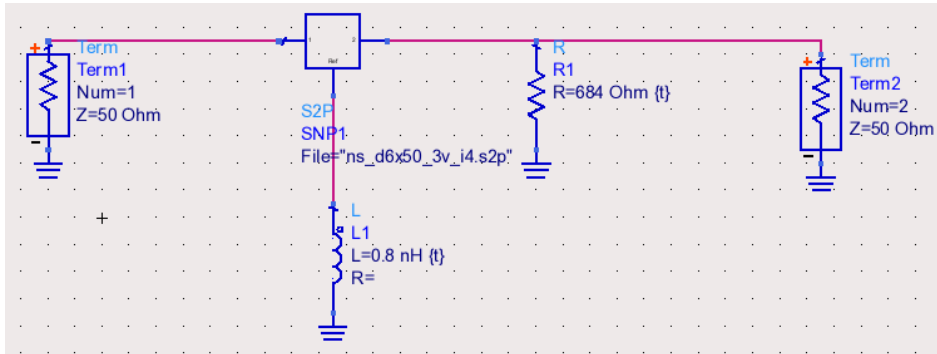 +
Term
Term1
Num=1
Z=50 Ohm
-
1
2
Ref
S2P
SNP1
File="ns_d6x50_3v_i4.s2p"
L
L1
L=0.8 nH {t}
R=
R
R1
R=684 Ohm {t}
+
Term
Term2
Num=2
Z=50 Ohm
-